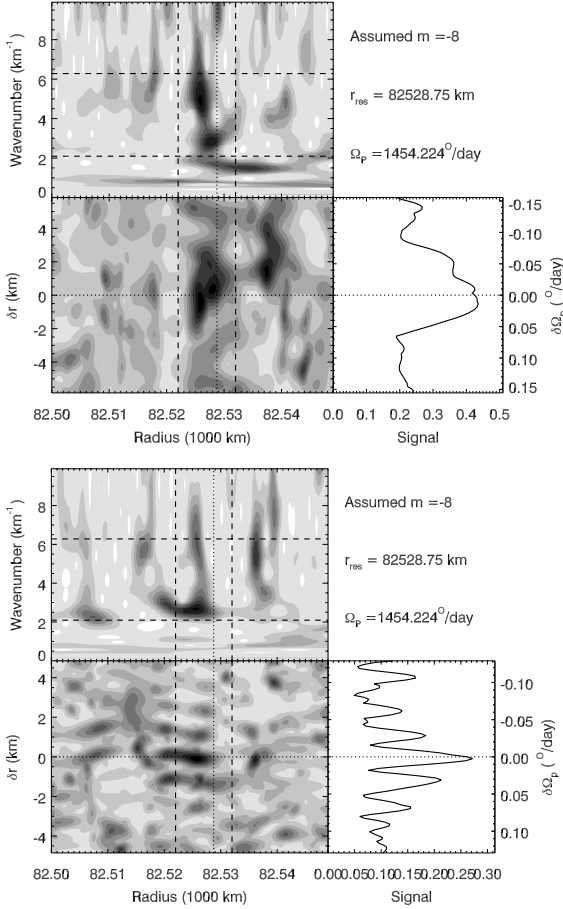 Assumed m =-8
r_res = 82528.75 km
Ω_P =1454.224°/day
Wavenumber (km⁻¹)
8
6
4
2
0
δr (km)
4
2
0
-2
-4
-0.15
-0.10
-0.05
0.00
0.05
0.10
0.15
δΩ_P ( °/day)
82.50 82.51 82.52 82.53 82.54
0.0 0.1 0.2 0.3 0.4 0.5
Radius (1000 km)
Signal
Assumed m =-8
r_res = 82528.75 km
Ω_P =1454.224°/day
Wavenumber (km⁻¹)
8
6
4
2
0
δr (km)
4
2
0
-2
-4
-0.10
-0.05
0.00
0.05
0.10
δΩ_P ( °/day)
82.50 82.51 82.52 82.53 82.54
0.00 0.05 0.10 0.15 0.20 0.25 0.30
Radius (1000 km)
Signal